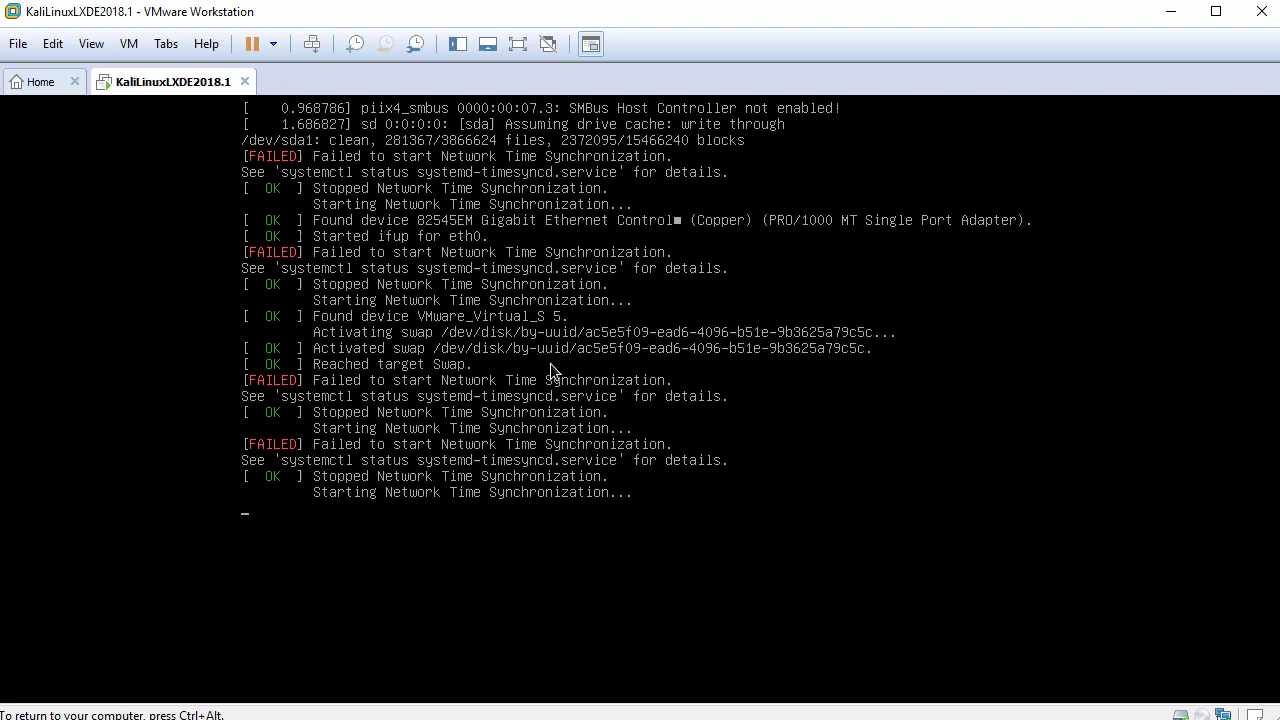 KaliLinuxLXDE2018.1 - VMware Workstation
File Edit View VM Tabs Help
Home KaliLinuxLXDE2018.1
[    0.968786] piix4_smbus 0000:00:07.3: SMBus Host Controller not enabled!
[    1.686827] sd 0:0:0:0: [sda] Assuming drive cache: write through
/dev/sda1: clean, 281367/3866624 files, 2372095/15466240 blocks
[FAILED] Failed to start Network Time Synchronization.
See 'systemctl status systemd-timesyncd.service' for details.
[  OK  ] Stopped Network Time Synchronization.
         Starting Network Time Synchronization...
[  OK  ] Found device 82545EM Gigabit Ethernet Control■ (Copper) (PRO/1000 MT Single Port Adapter).
[  OK  ] Started ifup for eth0.
[FAILED] Failed to start Network Time Synchronization.
See 'systemctl status systemd-timesyncd.service' for details.
[  OK  ] Stopped Network Time Synchronization.
         Starting Network Time Synchronization...
[  OK  ] Found device VMware_Virtual_S 5.
         Activating swap /dev/disk/by-uuid/ac5e5f09-ead6-4096-b51e-9b3625a79c5c...
[  OK  ] Activated swap /dev/disk/by-uuid/ac5e5f09-ead6-4096-b51e-9b3625a79c5c.
[  OK  ] Reached target Swap.
[FAILED] Failed to start Network Time Synchronization.
See 'systemctl status systemd-timesyncd.service' for details.
[  OK  ] Stopped Network Time Synchronization.
         Starting Network Time Synchronization...
[FAILED] Failed to start Network Time Synchronization.
See 'systemctl status systemd-timesyncd.service' for details.
[  OK  ] Stopped Network Time Synchronization.
         Starting Network Time Synchronization...
To return to your computer, press Ctrl+Alt.